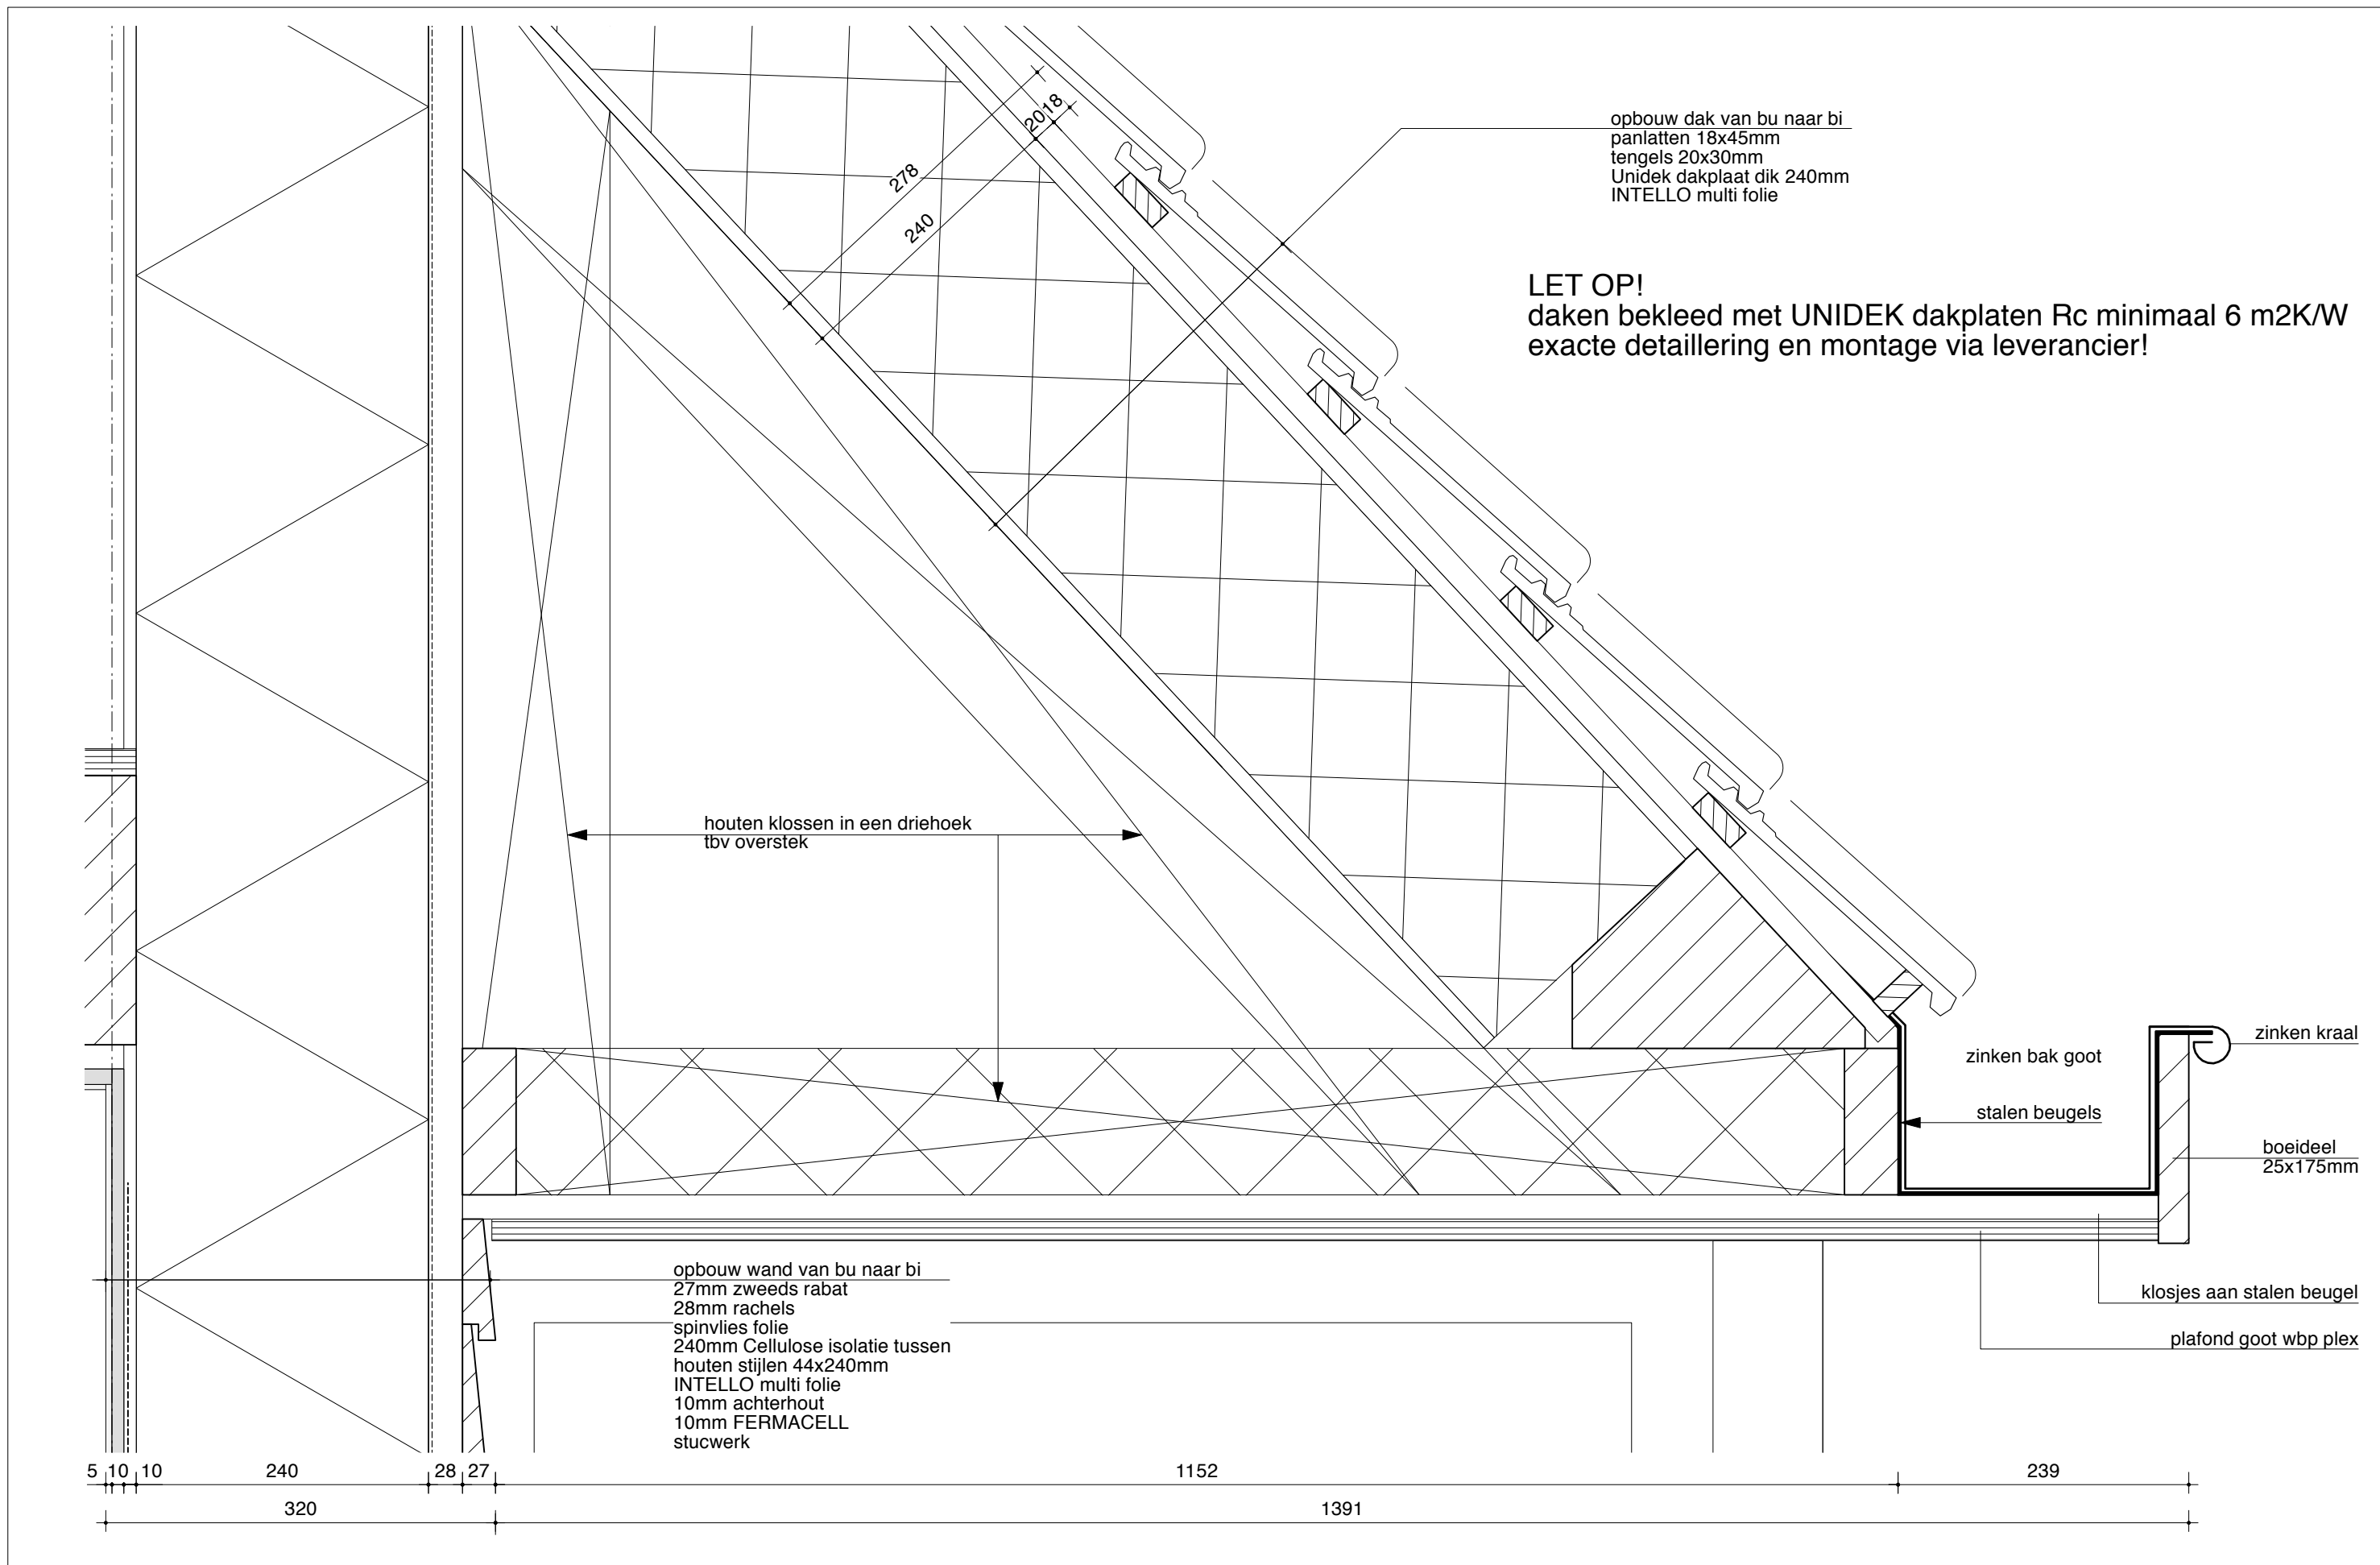 opbouw dak van bu naar bi
panlatten 18x45mm
tengels 20x30mm
Unidek dakplaat dik 240mm
INTELLO multi folie
LET OP!
daken bekleed met UNIDEK dakplaten Rc minimaal 6 m2K/W
exacte detaillering en montage via leverancier!
2018
278
240
houten klossen in een driehoek
tbv overstek
zinken kraal
zinken bak goot
stalen beugels
boeideel
25x175mm
klosjes aan stalen beugel
plafond goot wbp plex
opbouw wand van bu naar bi
27mm zweeds rabat
28mm rachels
spinvlies folie
240mm Cellulose isolatie tussen
houten stijlen 44x240mm
INTELLO multi folie
10mm achterhout
10mm FERMACELL
stucwerk
5 10 10 240 28 27 1152 239
320 1391